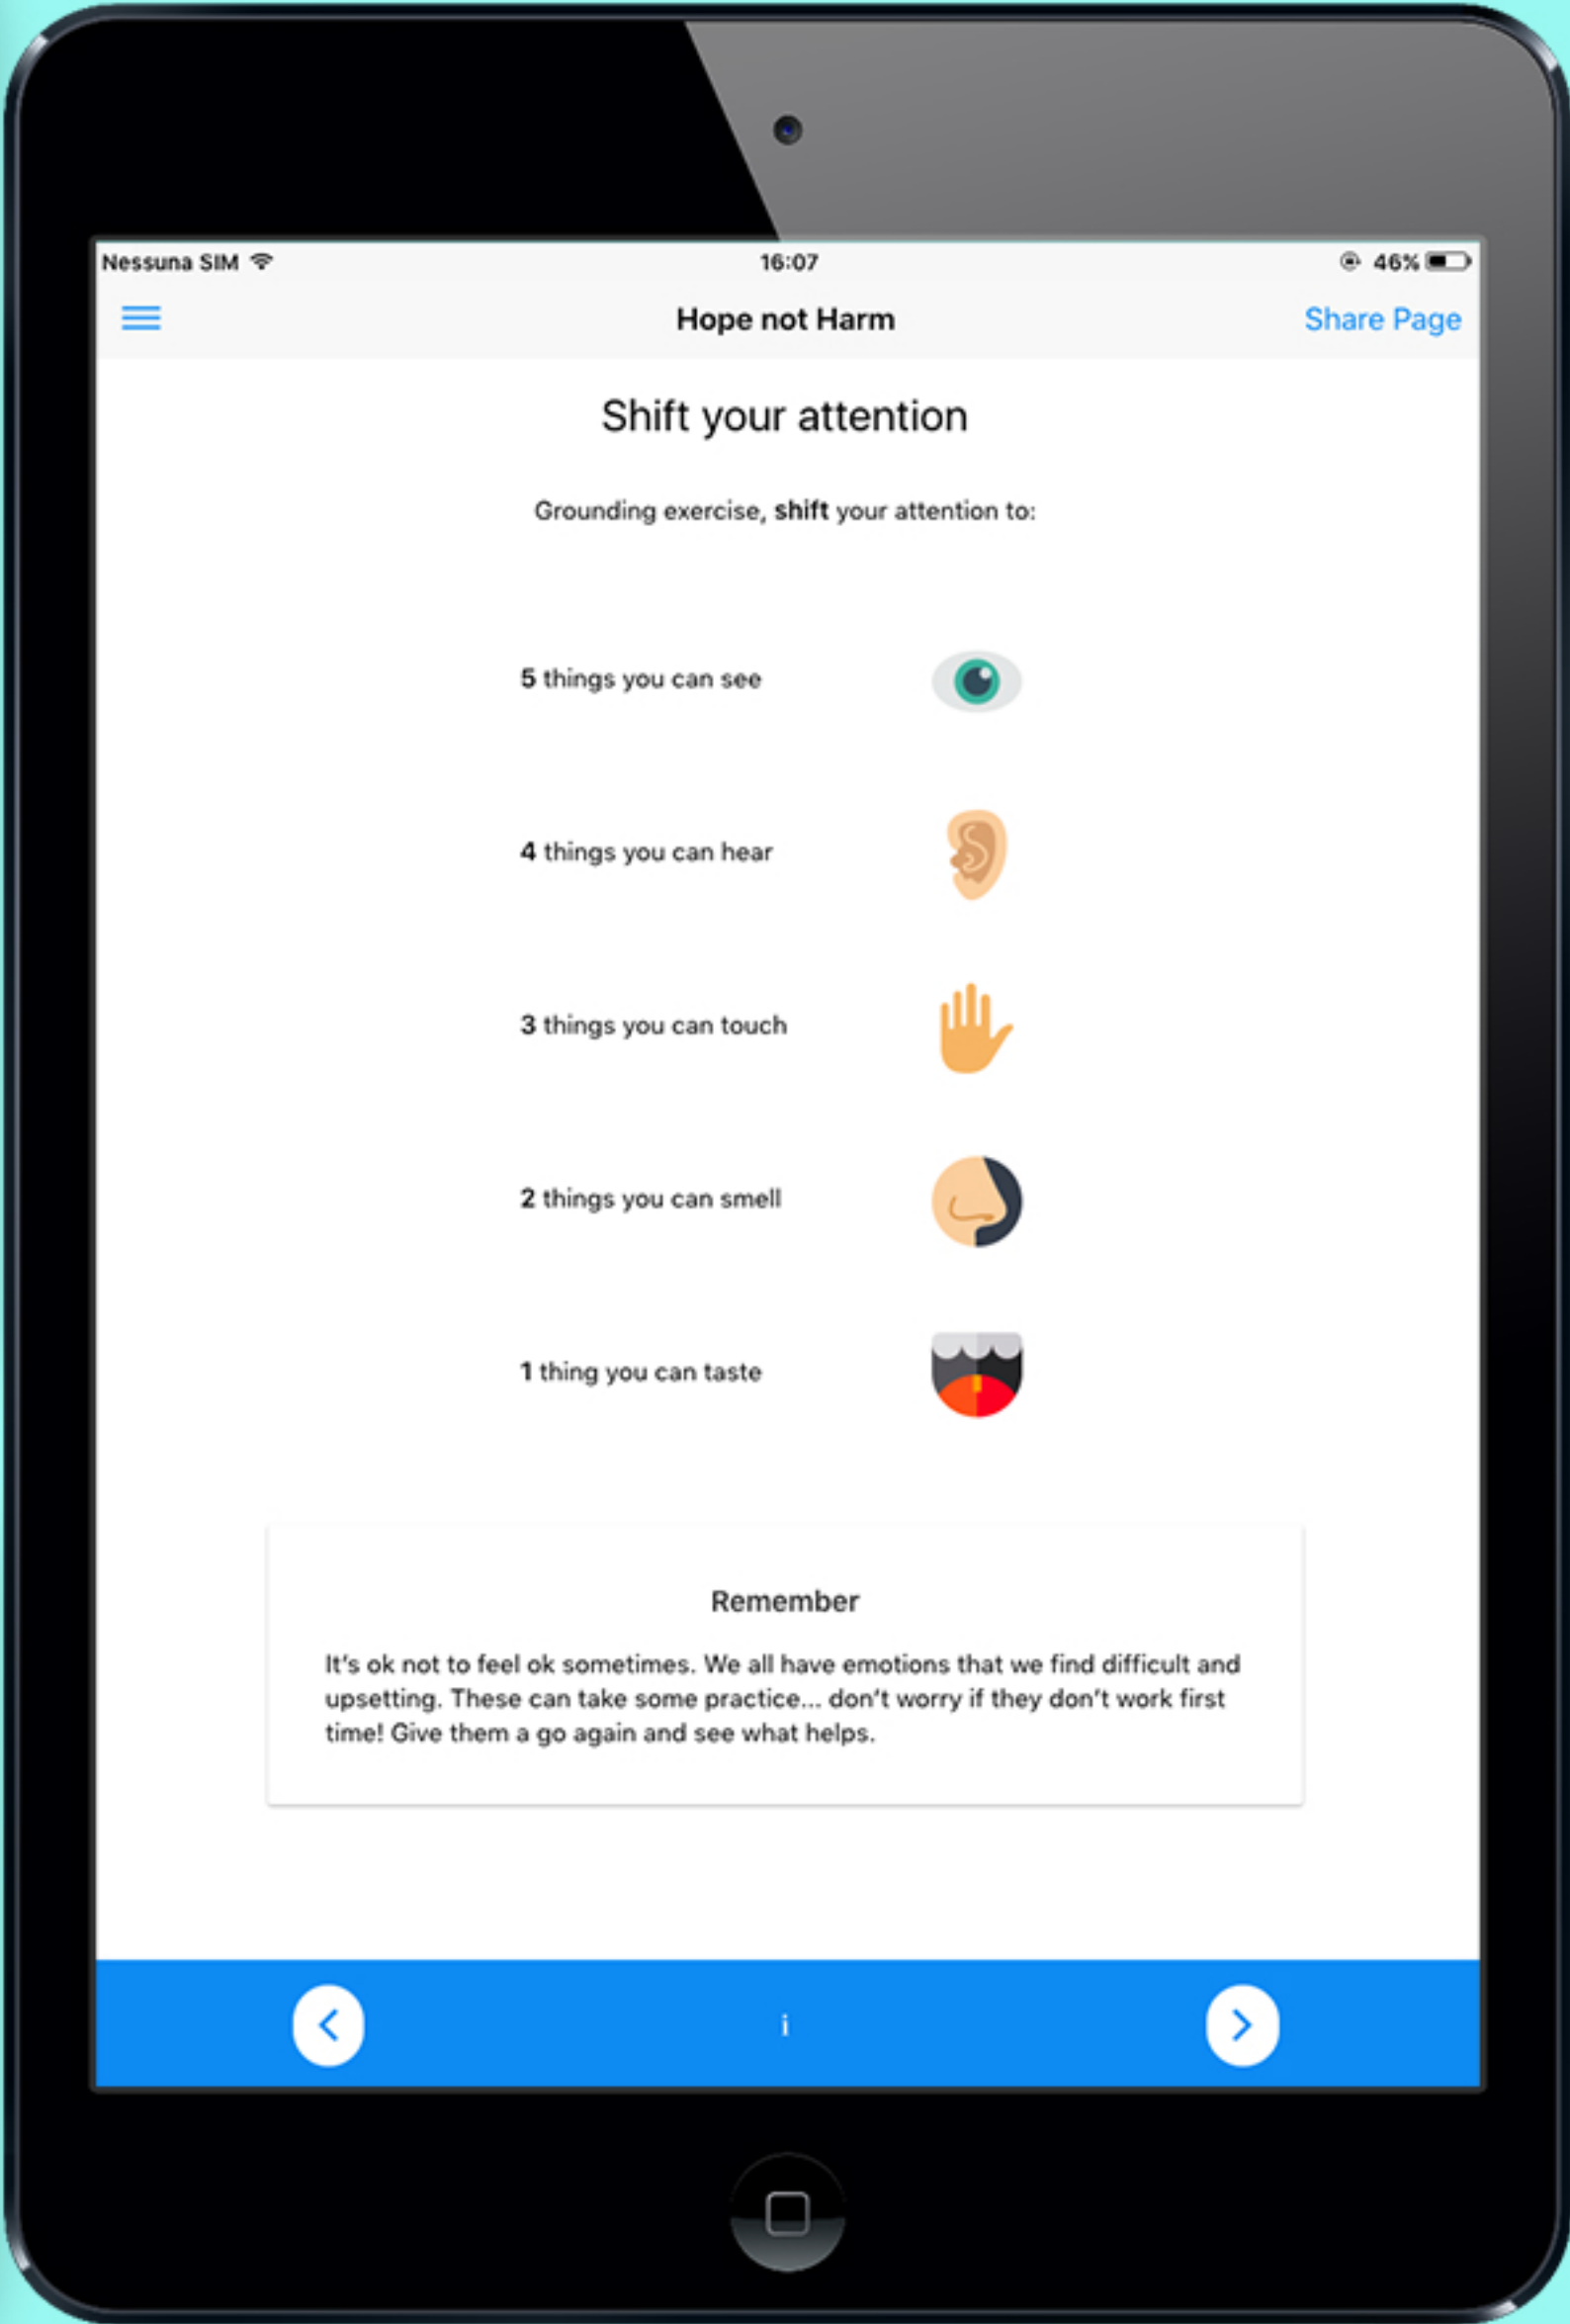 Nessuna SIM 16:07 46%
Hope not Harm Share Page
Shift your attention
Grounding exercise, shift your attention to:
5 things you can see
4 things you can hear
3 things you can touch
2 things you can smell
1 thing you can taste
Remember
It's ok not to feel ok sometimes. We all have emotions that we find difficult and
upsetting. These can take some practice... don't worry if they don't work first
time! Give them a go again and see what helps.
i